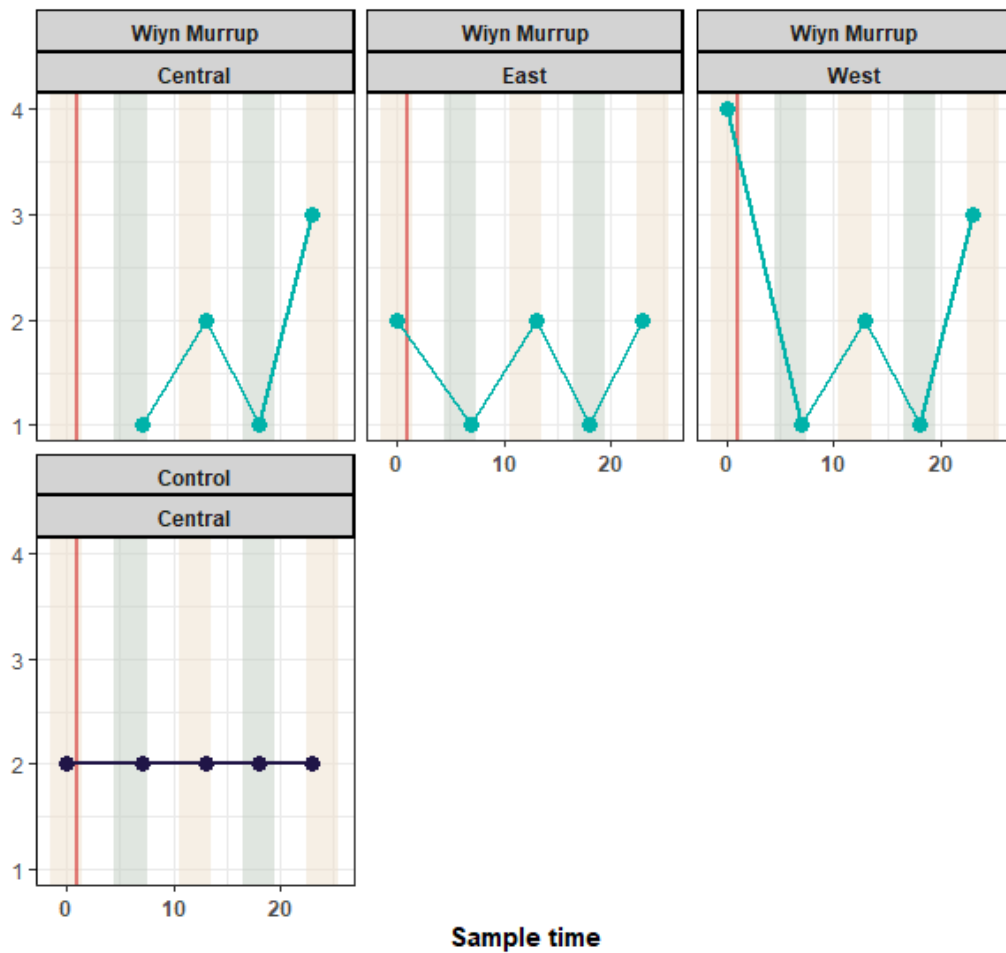 Wiyn Murrup Wiyn Murrup Wiyn Murrup
Central East West
4
3
2
1
0 10 20 0 10 20
Control
Central
4
3
2
1
0 10 20
Sample time